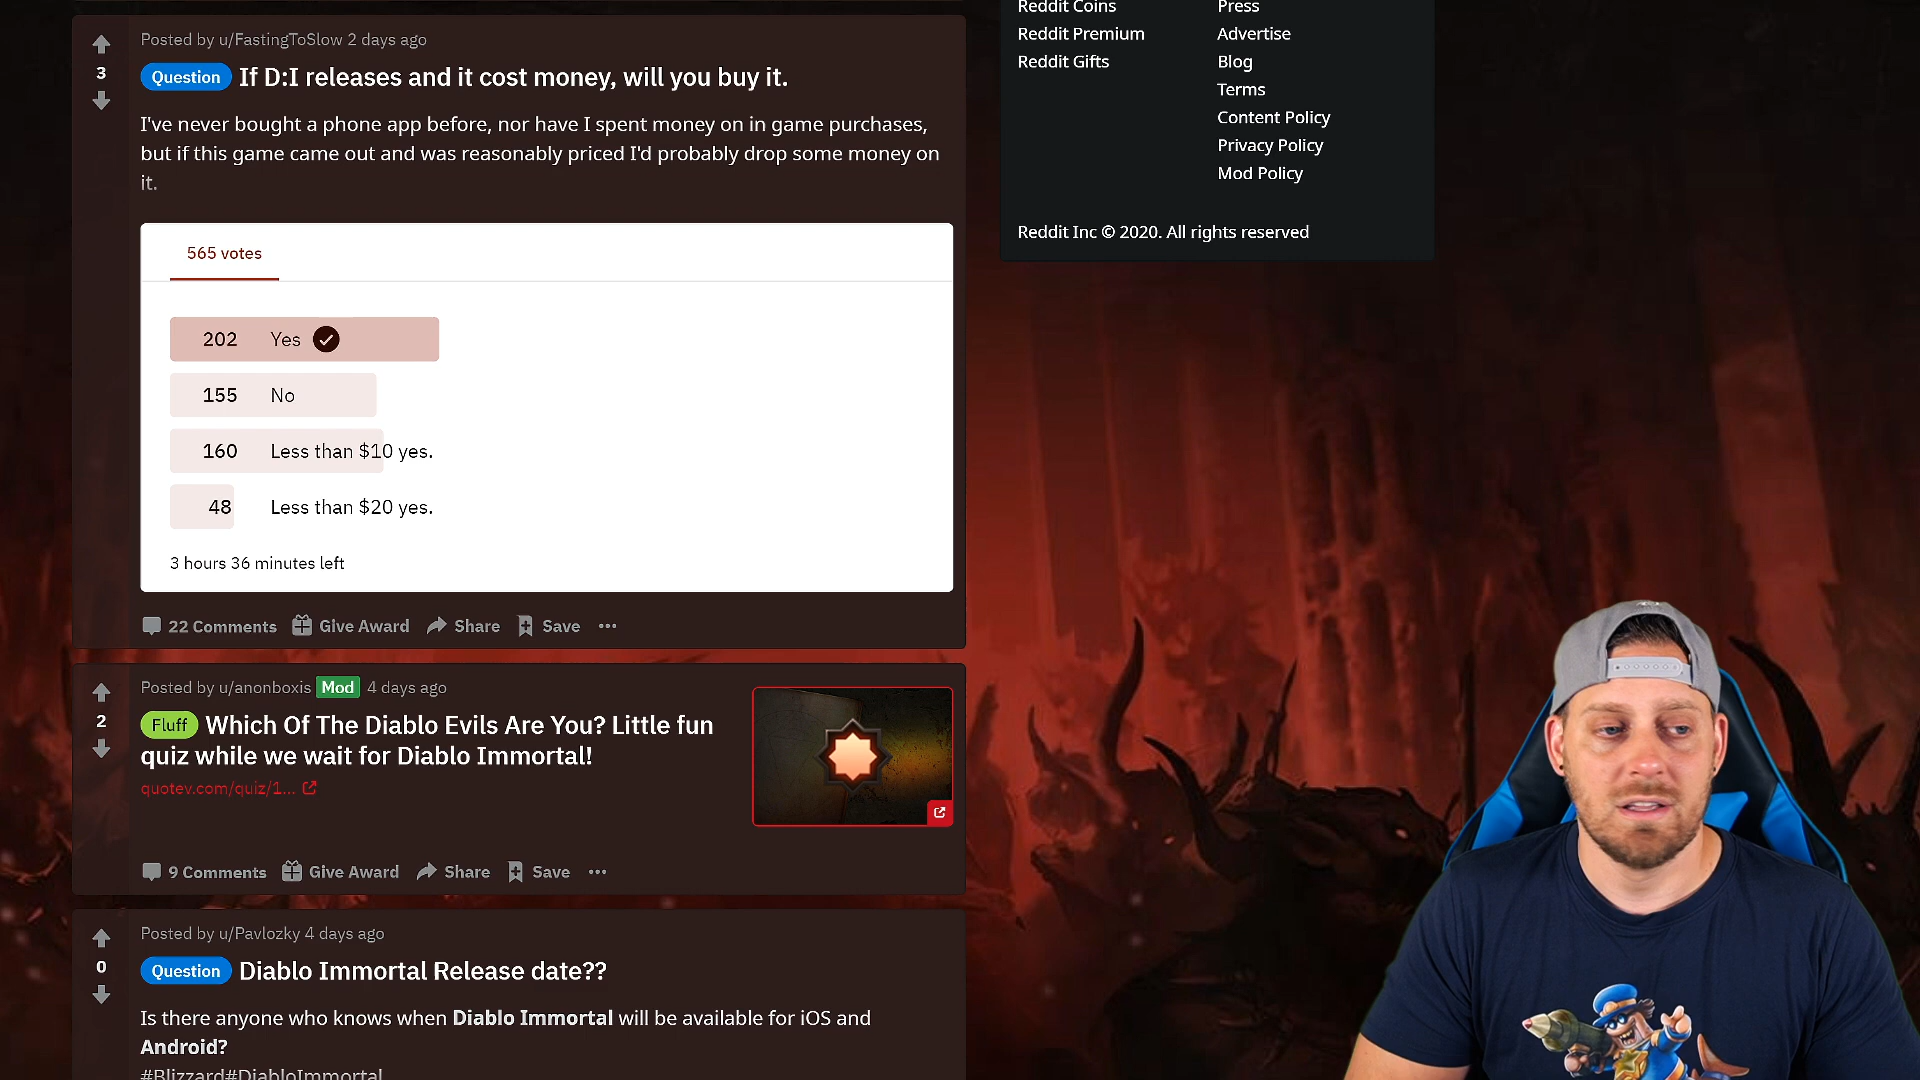 Posted by u/FastingToSlow 2 days ago
3
Question If D:I releases and it cost money, will you buy it.
I've never bought a phone app before, nor have I spent money on in game purchases,
but if this game came out and was reasonably priced I'd probably drop some money on
it.
565 votes
202 Yes
155 No
160 Less than $10 yes.
48 Less than $20 yes.
3 hours 36 minutes left
22 Comments Give Award Share Save
Posted by u/anonboxis Mod 4 days ago
2
Fluff Which Of The Diablo Evils Are You? Little fun
quiz while we wait for Diablo Immortal!
quotev.com/quiz/1...
9 Comments Give Award Share Save
Posted by u/Pavlozky 4 days ago
0
Question Diablo Immortal Release date??
Is there anyone who knows when Diablo Immortal will be available for iOS and
Android?
#Blizzard#DiabloImmortal
Reddit Coins
Reddit Premium
Reddit Gifts
Press
Advertise
Blog
Terms
Content Policy
Privacy Policy
Mod Policy
Reddit Inc © 2020. All rights reserved